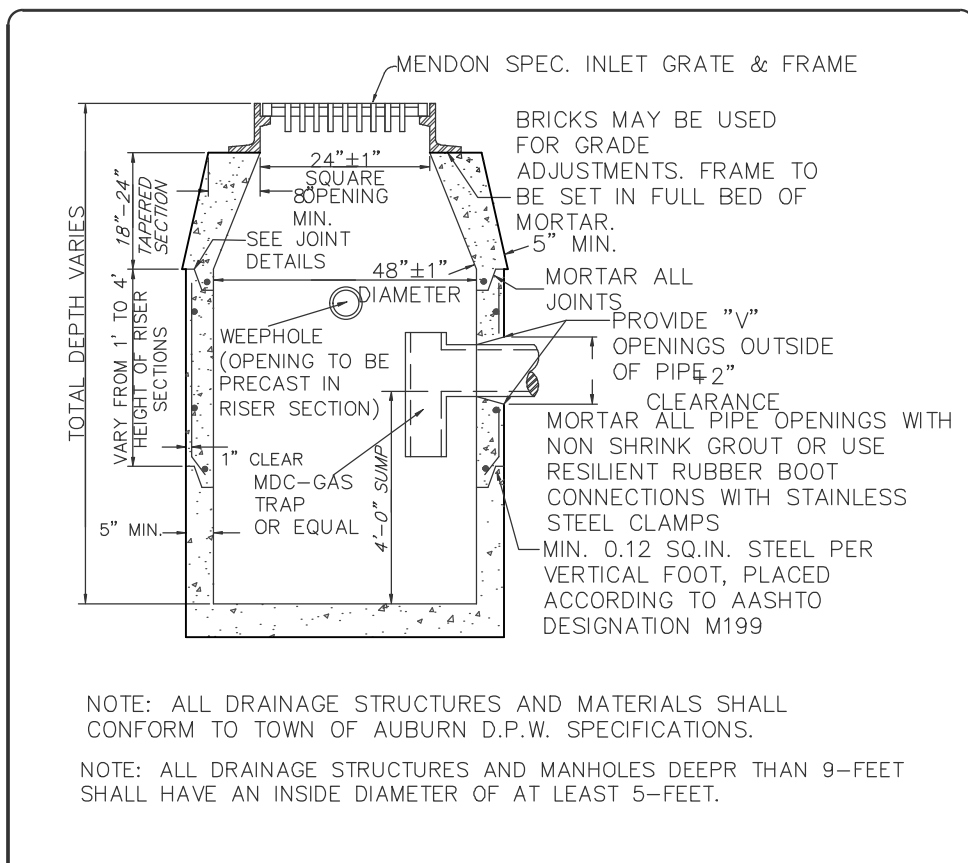 MENDON SPEC. INLET GRATE & FRAME
BRICKS MAY BE USED
FOR GRADE
ADJUSTMENTS. FRAME TO
BE SET IN FULL BED OF
MORTAR.
24"±1"
SQUARE
OPENING
8"
MIN.
18"-24"
TAPERED
SECTION
SEE JOINT
DETAILS
5" MIN.
48"±1"
DIAMETER
MORTAR ALL
JOINTS
TOTAL DEPTH VARIES
VARY FROM 1' TO 4'
HEIGHT OF RISER
SECTIONS
WEEPHOLE
(OPENING TO BE
PRECAST IN
RISER SECTION)
PROVIDE "V"
OPENINGS OUTSIDE
OF PIPE
+2"
CLEARANCE
MORTAR ALL PIPE OPENINGS WITH
NON SHRINK GROUT OR USE
RESILIENT RUBBER BOOT
CONNECTIONS WITH STAINLESS
STEEL CLAMPS
1" CLEAR
MDC-GAS
TRAP
OR EQUAL
4'-0" SUMP
5" MIN.
MIN. 0.12 SQ.IN. STEEL PER
VERTICAL FOOT, PLACED
ACCORDING TO AASHTO
DESIGNATION M199
NOTE: ALL DRAINAGE STRUCTURES AND MATERIALS SHALL
CONFORM TO TOWN OF AUBURN D.P.W. SPECIFICATIONS.
NOTE: ALL DRAINAGE STRUCTURES AND MANHOLES DEEPR THAN 9-FEET
SHALL HAVE AN INSIDE DIAMETER OF AT LEAST 5-FEET.